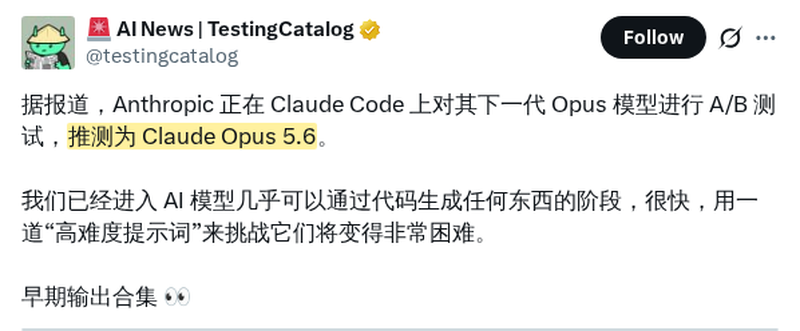 🚨 AI News | TestingCatalog
@testingcatalog
Follow
据报道，Anthropic 正在 Claude Code 上对其下一代 Opus 模型进行 A/B 测
试，推测为 Claude Opus 5.6。
我们已经进入 AI 模型几乎可以通过代码生成任何东西的阶段，很快，用一
道“高难度提示词”来挑战它们将变得非常困难。
早期输出合集 👀